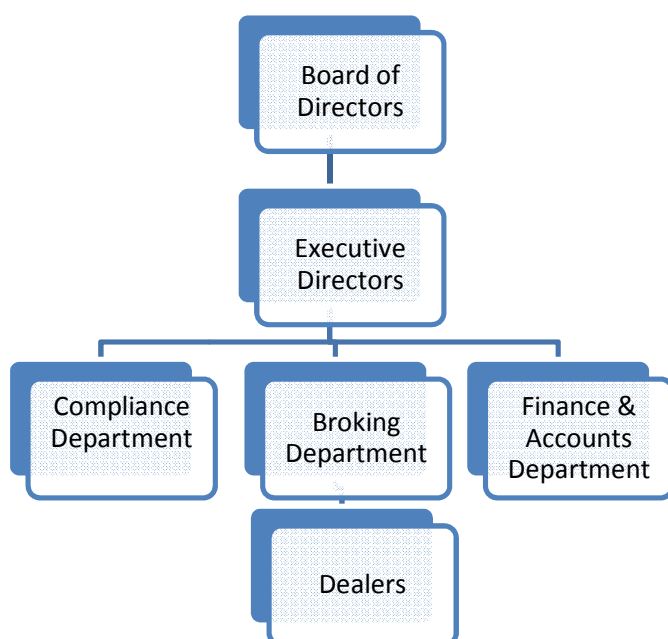 Board of
Directors
Executive
Directors
Compliance
Department
Broking
Department
Finance &
Accounts
Department
Dealers